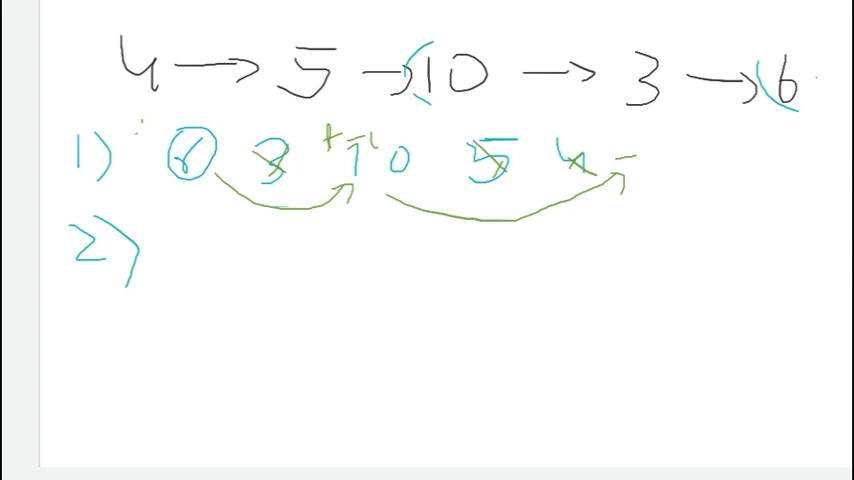 4 → 5 → 10 → 3 → 6
1) 6 3 10 5 4
2)